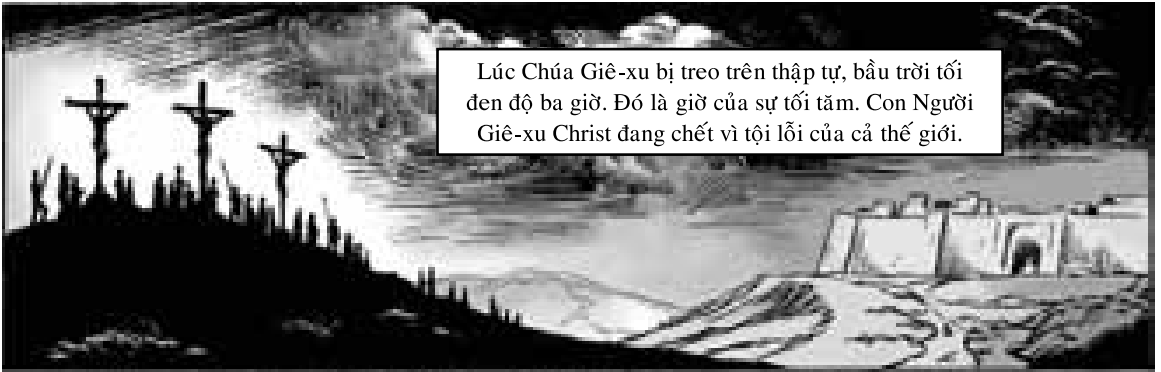 Lúc Chúa Giê-xu bị treo trên thập tự, bầu trời tối
đen độ ba giờ. Đó là giờ của sự tối tăm. Con Người
Giê-xu Christ đang chết vì tội lỗi của cả thế giới.